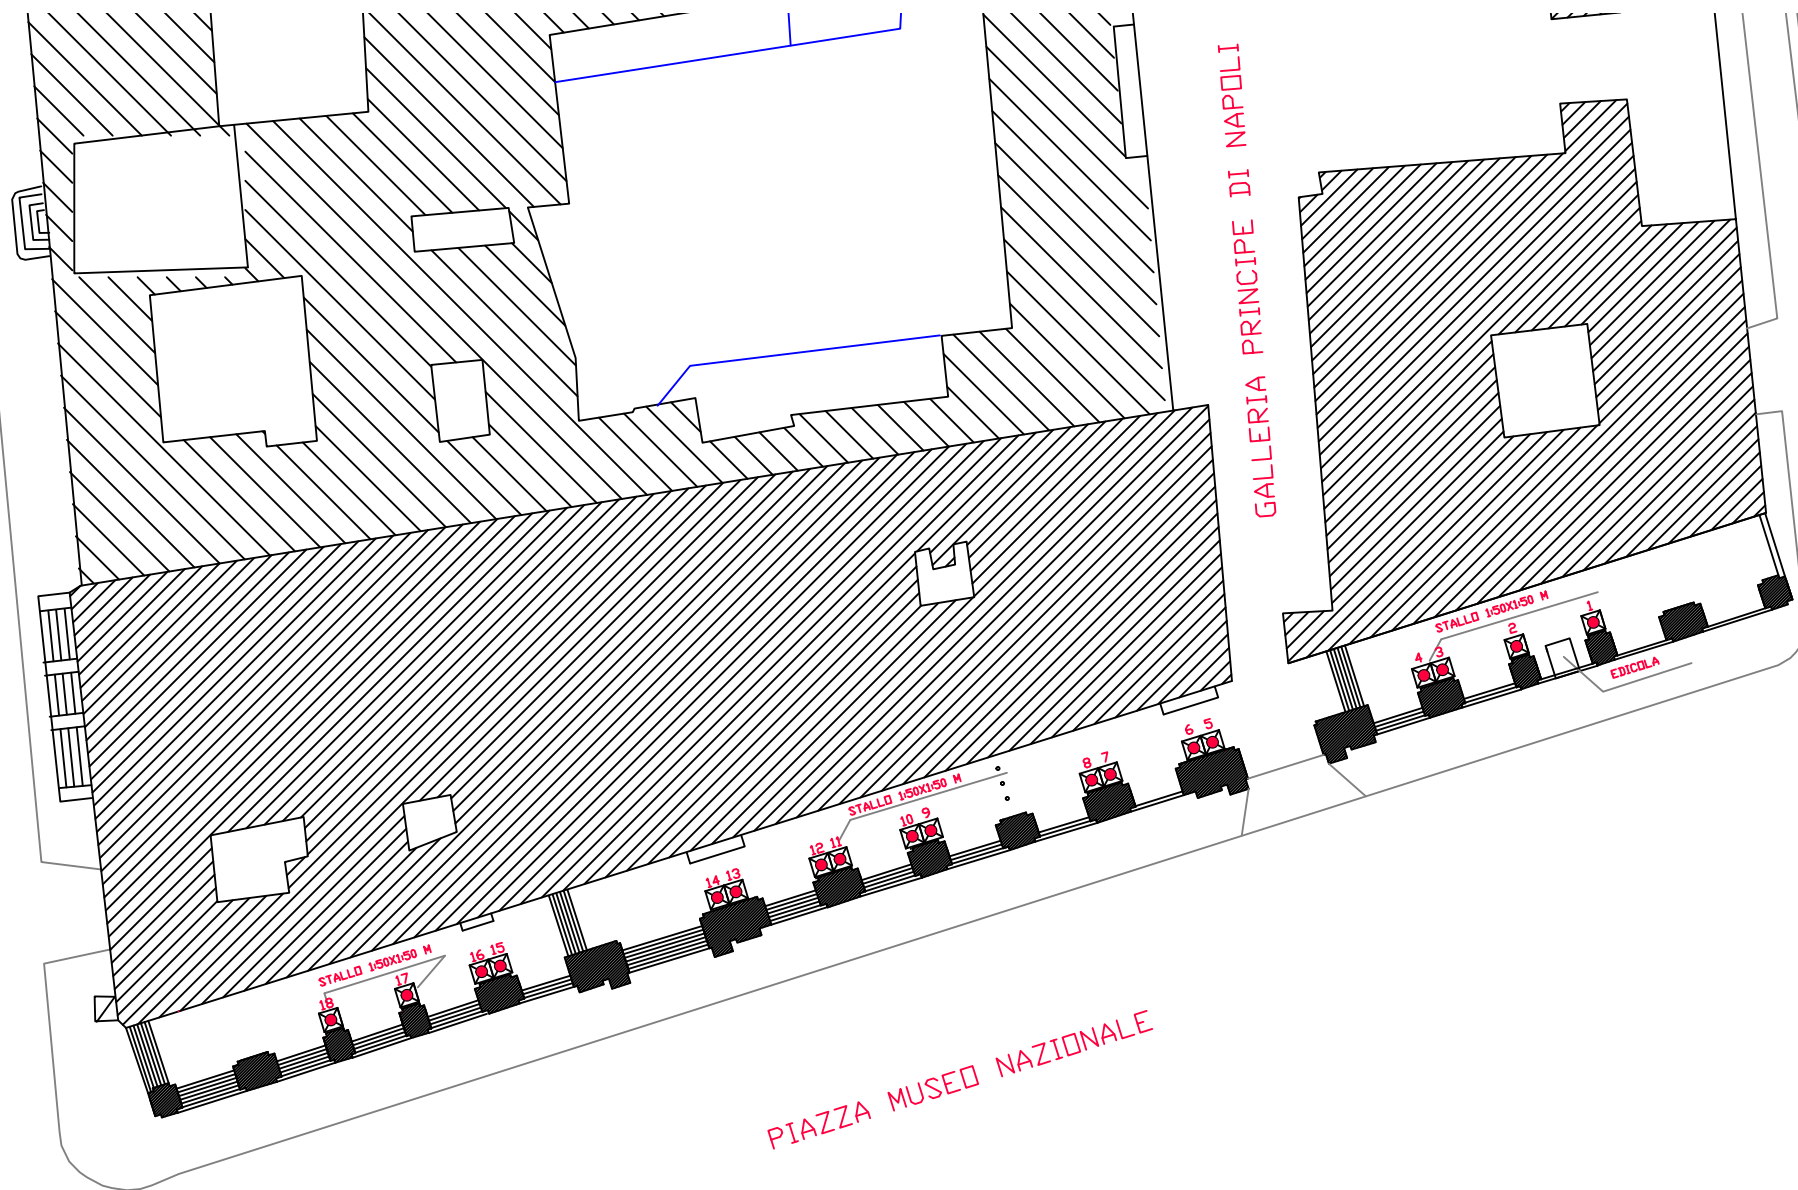 GALLERIA PRINCIPE DI NAPOLI
STALLO 1:50X1:50 M
1
2
4 3
EDICOLA
6 5
8 7
STALLO 1:50X1:50 M
10 9
12 11
14 13
STALLO 1:50X1:50 M
16 15
17
18
PIAZZA MUSEO NAZIONALE